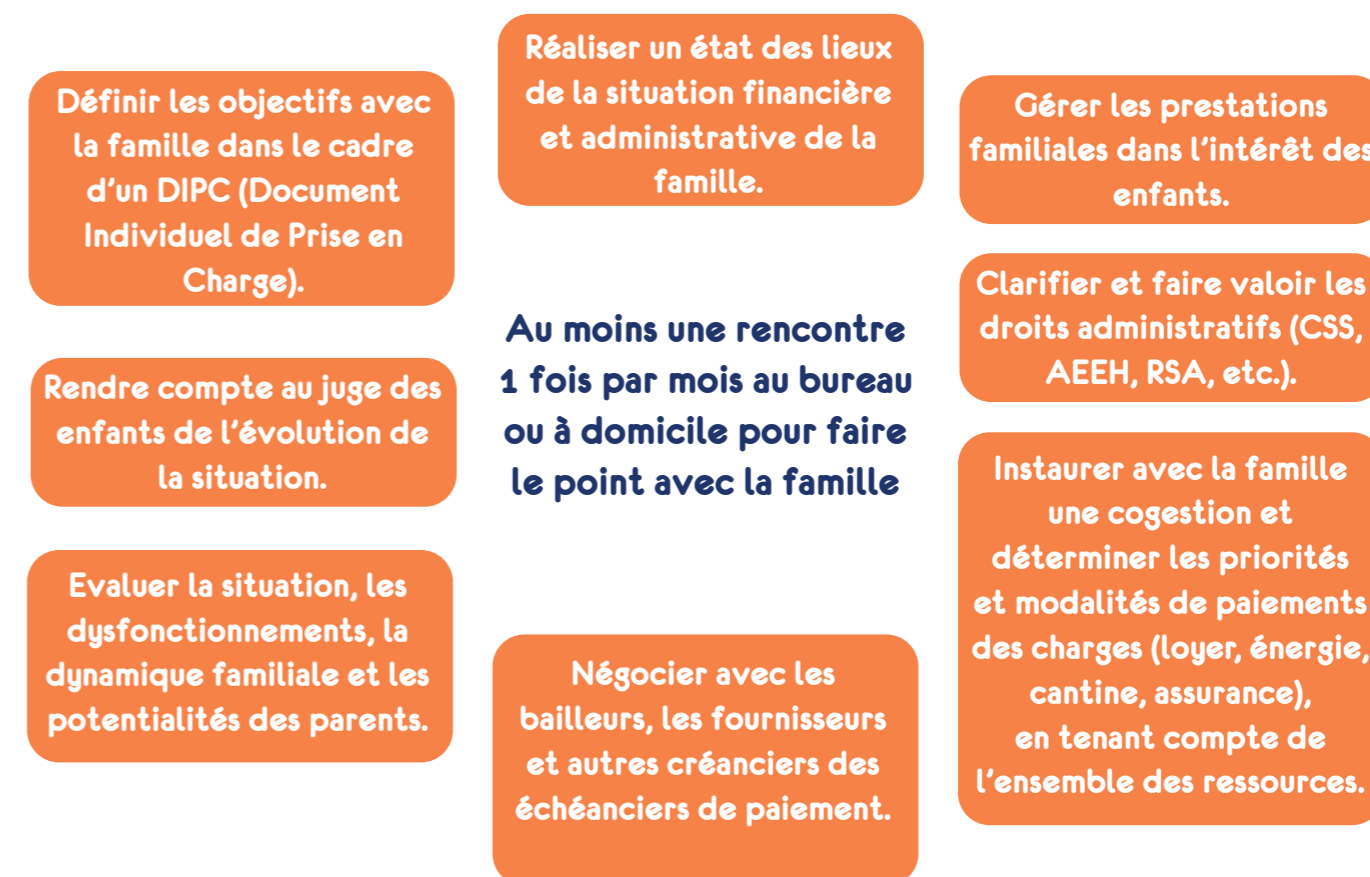 Définir les objectifs avec
la famille dans le cadre
d'un DIPC (Document
Individuel de Prise en
Charge).
Rendre compte au juge des
enfants de l'évolution de
la situation.
Evaluer la situation, les
dysfonctionnements, la
dynamique familiale et les
potentialités des parents.
Réaliser un état des lieux
de la situation financière
et administrative de la
famille.
Au moins une rencontre
1 fois par mois au bureau
ou à domicile pour faire
le point avec la famille
Négocier avec les
bailleurs, les fournisseurs
et autres créanciers des
échéanciers de paiement.
Gérer les prestations
familiales dans l'intérêt des
enfants.
Clarifier et faire valoir les
droits administratifs (CSS,
AEEH, RSA, etc.).
Instaurer avec la famille
une cogestion et
déterminer les priorités
et modalités de paiements
des charges (loyer, énergie,
cantine, assurance),
en tenant compte de
l'ensemble des ressources.